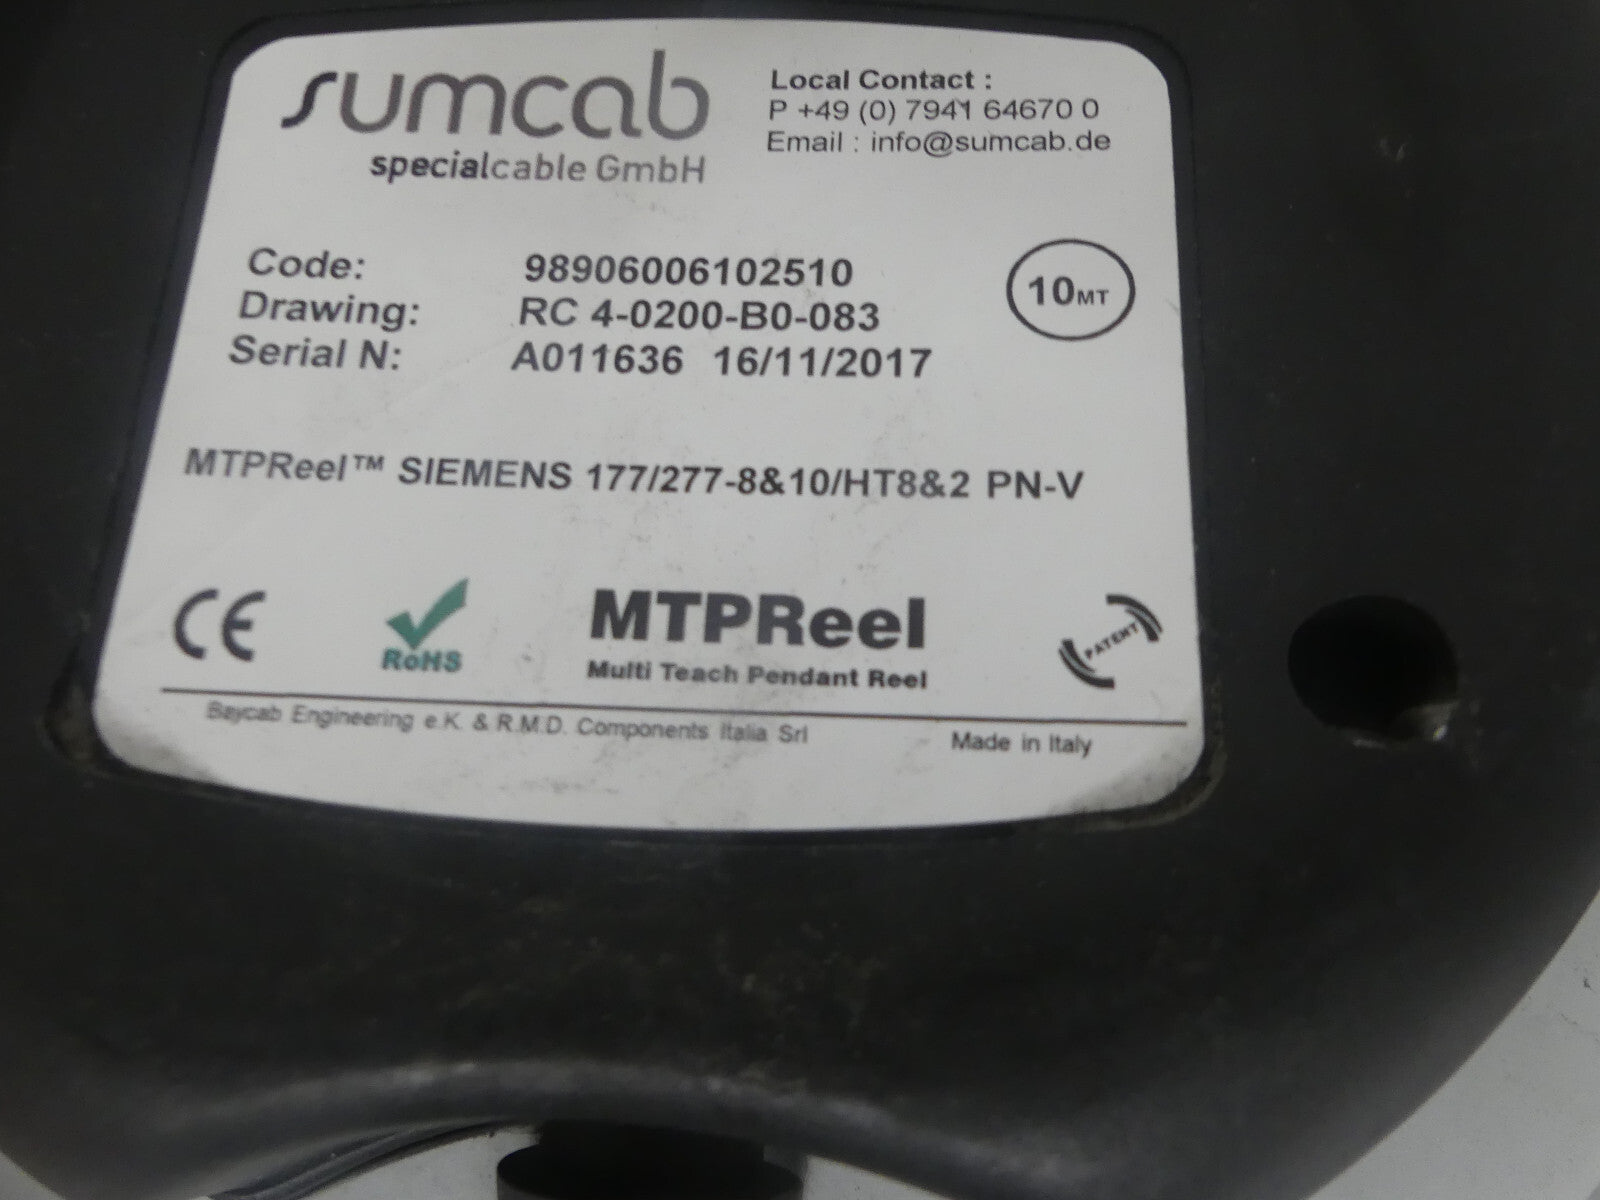 sumcab
specialcable GmbH
Local Contact :
P +49 (0) 7941 64670 0
Email : info@sumcab.de
Code: 98906006102510
Drawing: RC 4-0200-B0-083
Serial N: A011636 16/11/2017
10MT
MTPReel™ SIEMENS 177/277-8&10/HT8&2 PN-V
CE
RoHS
MTPReel
Multi Teach Pendant Reel
PATENT
Baycab Engineering e.K. & R.M.D. Components Italia Srl
Made in Italy